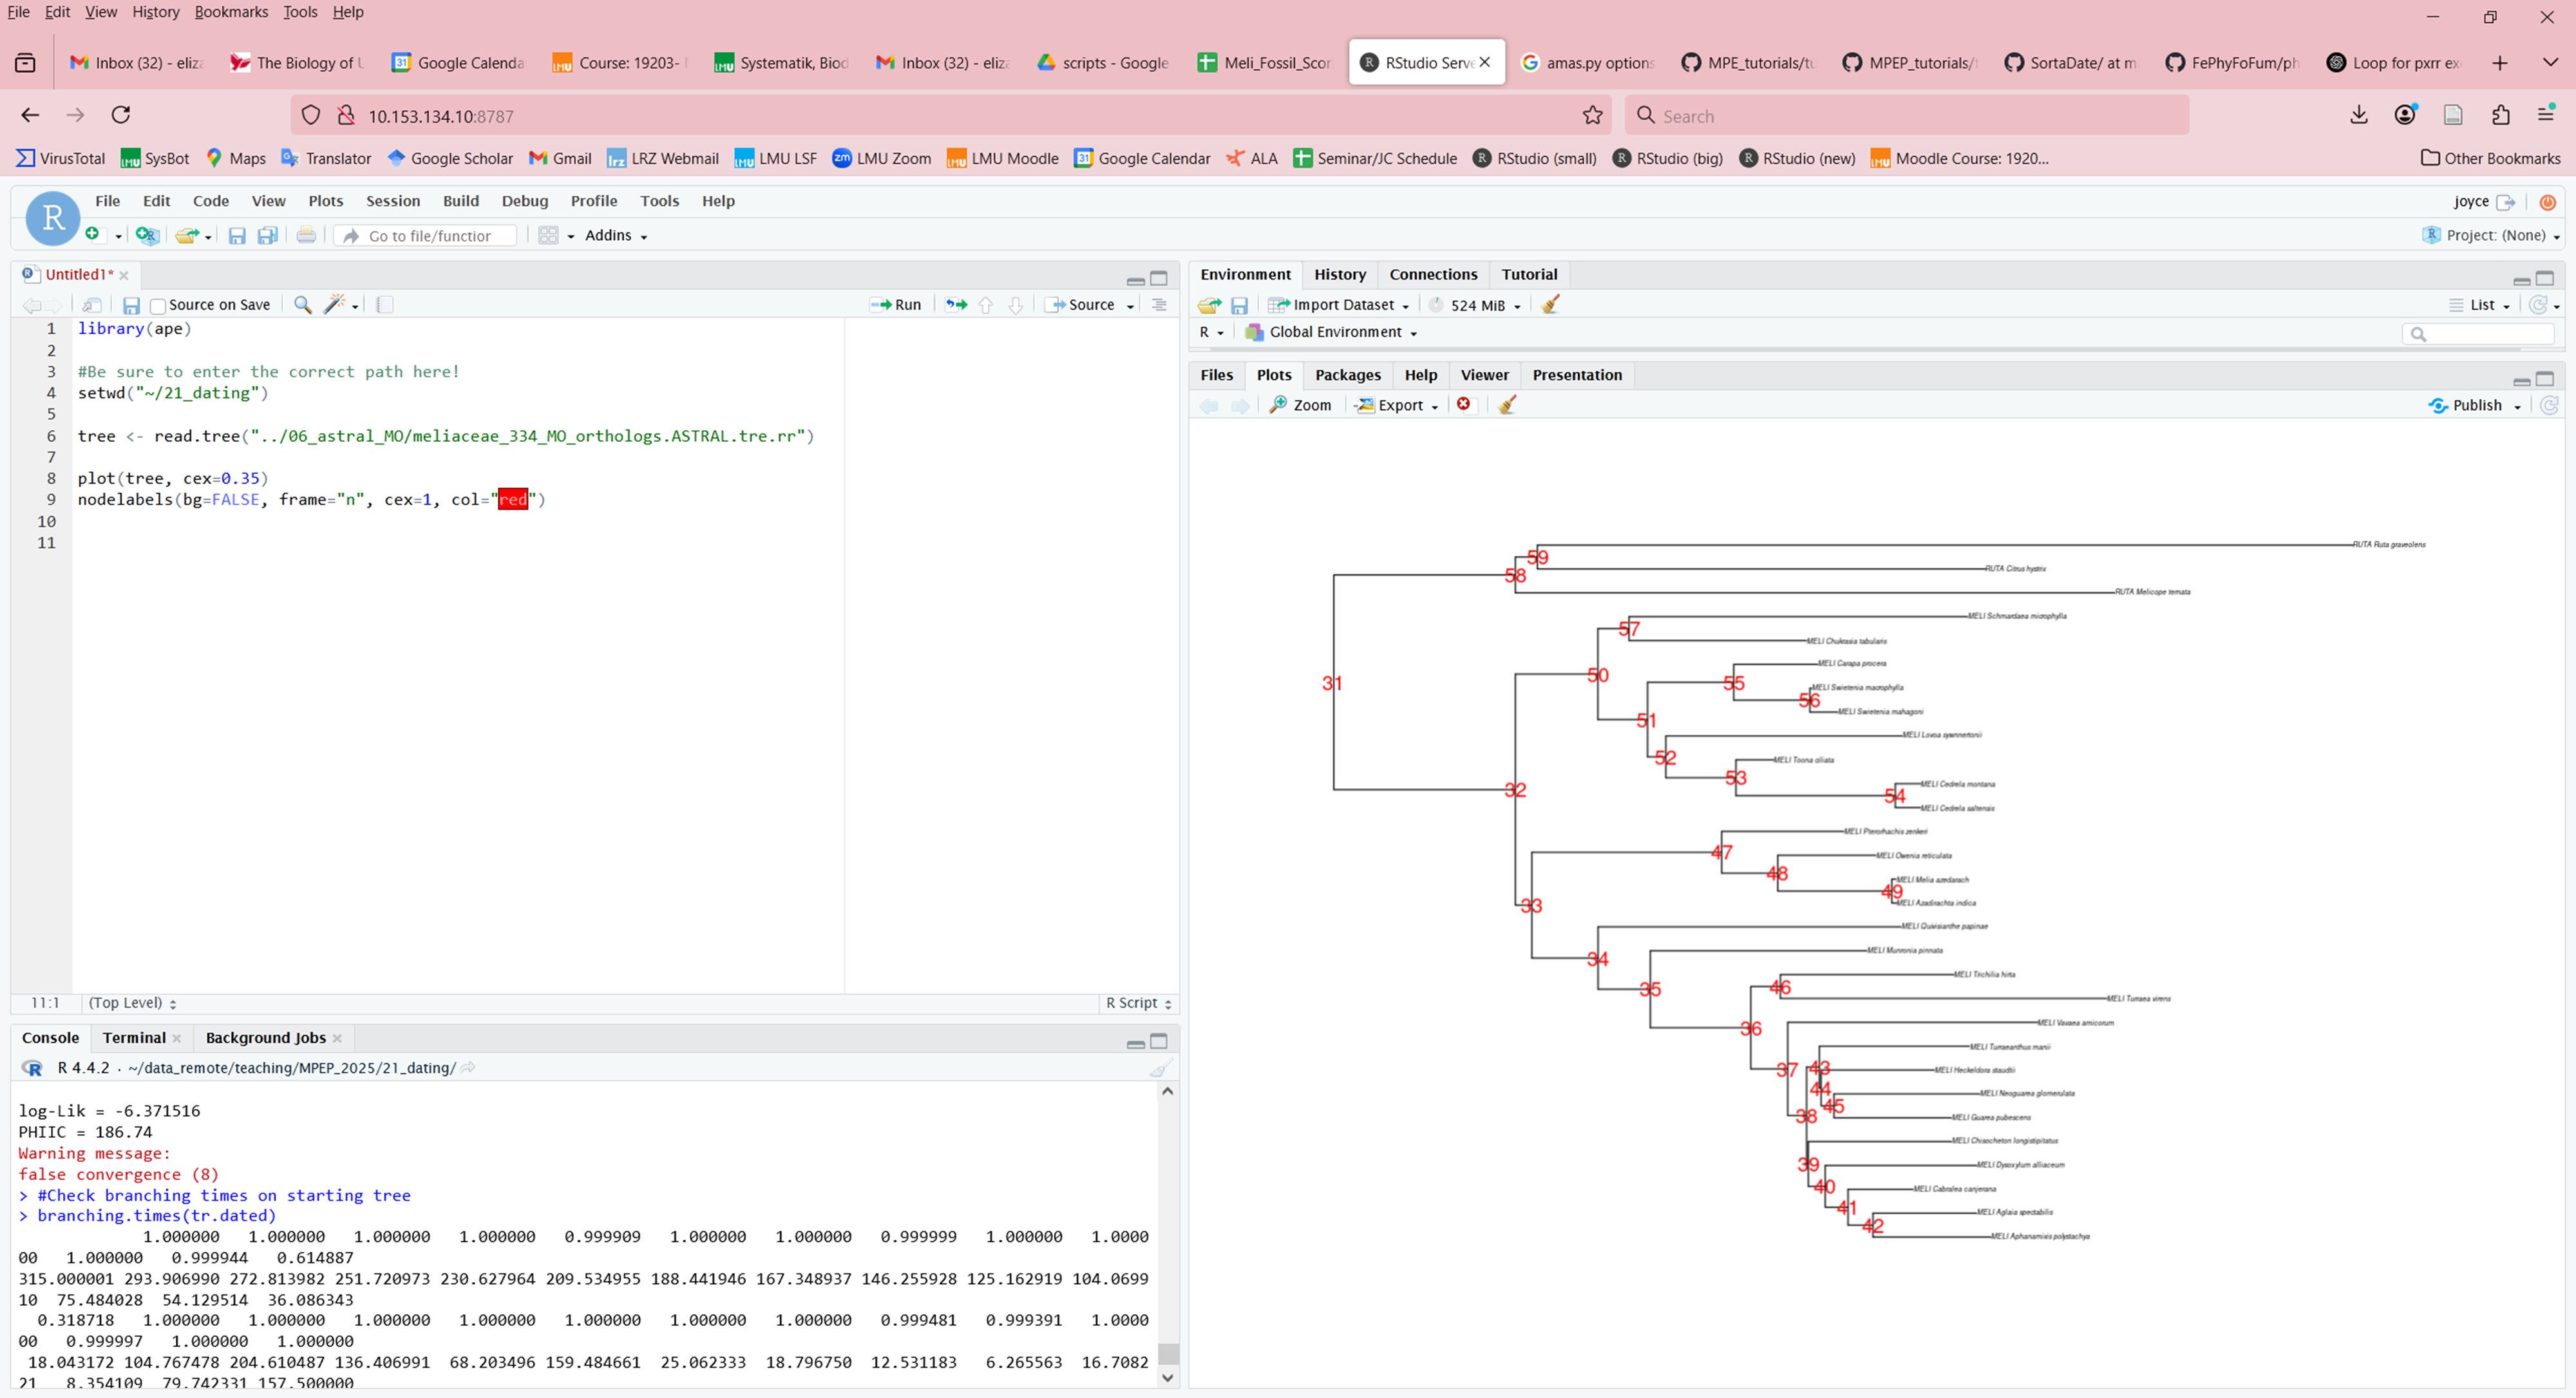 File Edit View History Bookmarks Tools Help
Inbox (32) - eliza
The Biology of U
Google Calenda
Course: 19203-
Systematik, Biod
Inbox (32) - eliza
scripts - Google
Meli_Fossil_Scor
RStudio Serve
amas.py options
MPE_tutorials/tu
MPEP_tutorials/
SortaDate/ at m
FePhyFoFum/ph
Loop for pxrr ex
10.153.134.10:8787
Search
VirusTotal SysBot Maps Translator Google Scholar Gmail LRZ Webmail LMU LSF LMU Zoom LMU Moodle Google Calendar ALA Seminar/JC Schedule RStudio (small) RStudio (big) RStudio (new) Moodle Course: 1920... Other Bookmarks
R File Edit Code View Plots Session Build Debug Profile Tools Help joyce
Go to file/function Addins Project: (None)
Untitled1*
Source on Save Run Source
1 library(ape)
2
3 #Be sure to enter the correct path here!
4 setwd("~/21_dating")
5
6 tree <- read.tree("../06_astral_MO/meliaceae_334_MO_orthologs.ASTRAL.tre.rr")
7
8 plot(tree, cex=0.35)
9 nodelabels(bg=FALSE, frame="n", cex=1, col="red")
10
11
11:1 (Top Level) R Script
Console Terminal Background Jobs
R 4.4.2 · ~/data_remote/teaching/MPEP_2025/21_dating/
log-Lik = -6.371516
PHIIC = 186.74
Warning message:
false convergence (8)
> #Check branching times on starting tree
> branching.times(tr.dated)
1.000000 1.000000 1.000000 1.000000 0.999909 1.000000 1.000000 0.999999 1.000000 1.0000
00 1.000000 0.999944 0.614887
315.000001 293.906990 272.813982 251.720973 230.627964 209.534955 188.441946 167.348937 146.255928 125.162919 104.0699
10 75.484028 54.129514 36.086343
0.318718 1.000000 1.000000 1.000000 1.000000 1.000000 1.000000 1.000000 0.999481 0.999391 1.0000
00 0.999997 1.000000 1.000000
18.043172 104.767478 204.610487 136.406991 68.203496 159.484661 25.062333 18.796750 12.531183 6.265563 16.7082
21 8.354109 79.742331 157.500000
Environment History Connections Tutorial
Import Dataset 524 MiB List
R Global Environment
Files Plots Packages Help Viewer Presentation
Zoom Export Publish
RUTA Ruta graveolens
59
RUTA Citrus hystrix
58
RUTA Melicope ternata
MELI Schmardaea microphylla
57
MELI Chukrasia tabularis
MELI Carapa procera
50
31
55
MELI Swietenia macrophylla
56
MELI Swietenia mahagoni
51
MELI Lovoa swynnertonii
52
MELI Toona ciliata
53
MELI Cedrela montana
32
54
MELI Cedrela saltensis
MELI Pterorhachis zenkeri
47
MELI Owenia reticulata
48
MELI Melia azedarach
49
MELI Azadirachta indica
33
MELI Quivisianthe papinae
MELI Munronia pinnata
34
MELI Trichilia hirta
46
35
MELI Turraea virens
MELI Vavaea amicorum
36
MELI Turraeanthus manii
43
MELI Heckeldora staudtii
37
44
MELI Neoguarea glomerulata
45
MELI Guarea pubescens
38
MELI Chisocheton longistipitatus
39
MELI Dysoxylum alliaceum
40
MELI Cabralea canjerana
41
MELI Aglaia spectabilis
42
MELI Aphanamixis polystachya